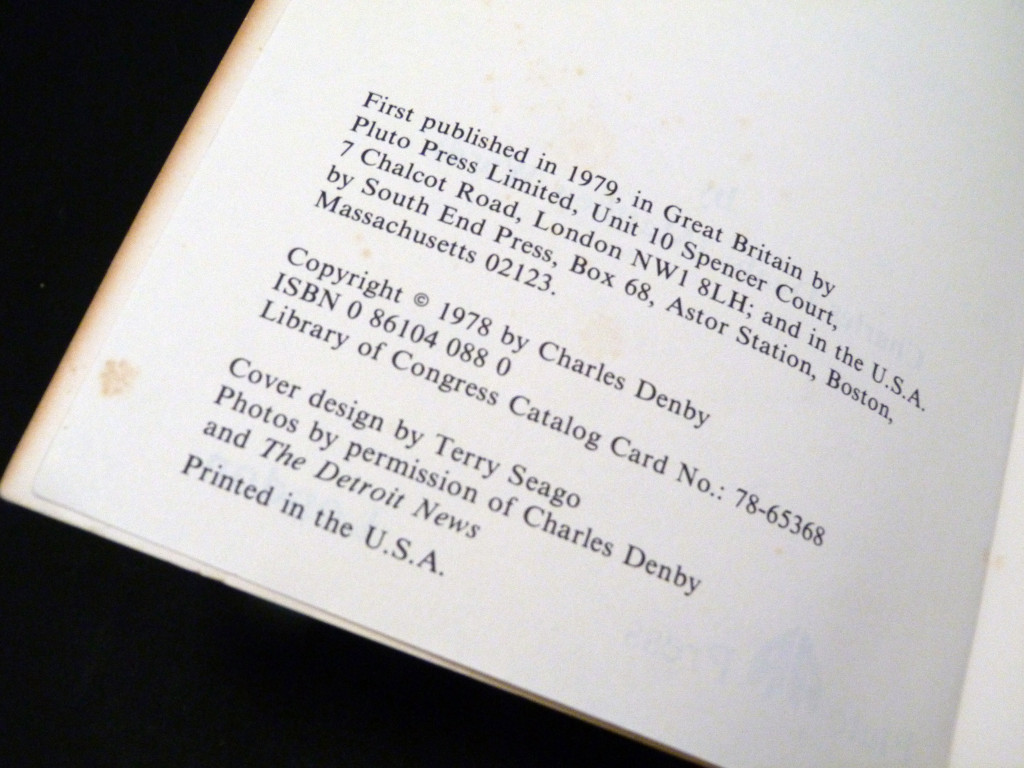 First published in 1979, in Great Britain by
Pluto Press Limited, Unit 10 Spencer Court,
7 Chalcot Road, London NW1 8LH; and in the U.S.A.
by South End Press, Box 68, Astor Station, Boston,
Massachusetts 02123.
Copyright © 1978 by Charles Denby
ISBN 0 86104 088 0
Library of Congress Catalog Card No.: 78-65368
Cover design by Terry Seago
Photos by permission of Charles Denby
and The Detroit News
Printed in the U.S.A.